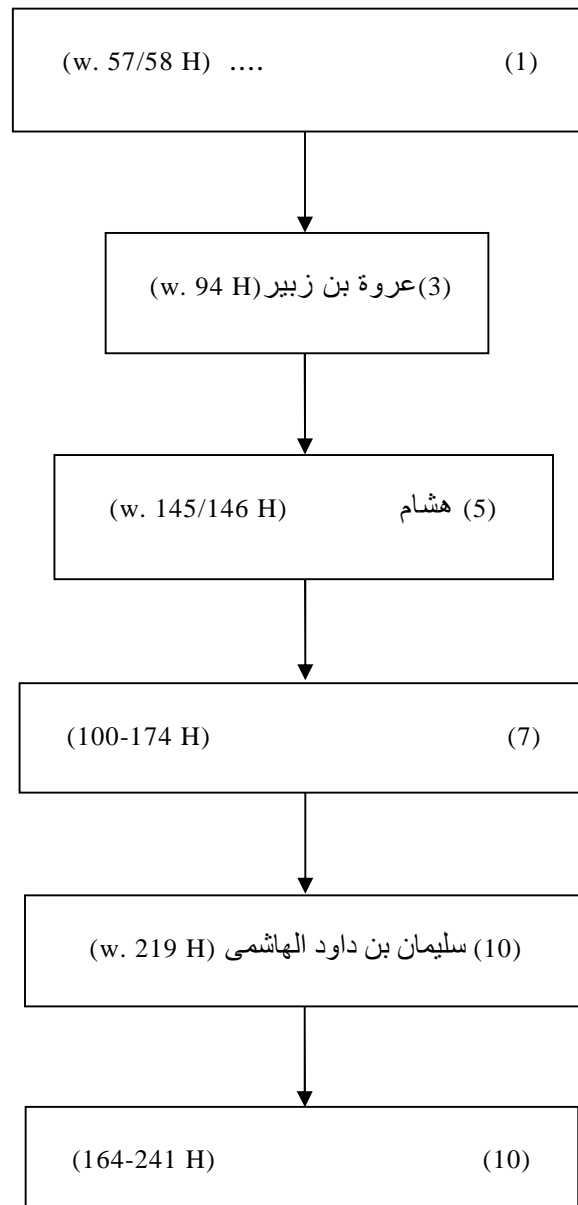 (w. 57/58 H) .... (1)
(3)عروة بن زبير(w. 94 H)
(5) هشام (w. 145/146 H)
(100-174 H) (7)
(10) سليمان بن داود الهاشمى (w. 219 H)
(164-241 H) (10)